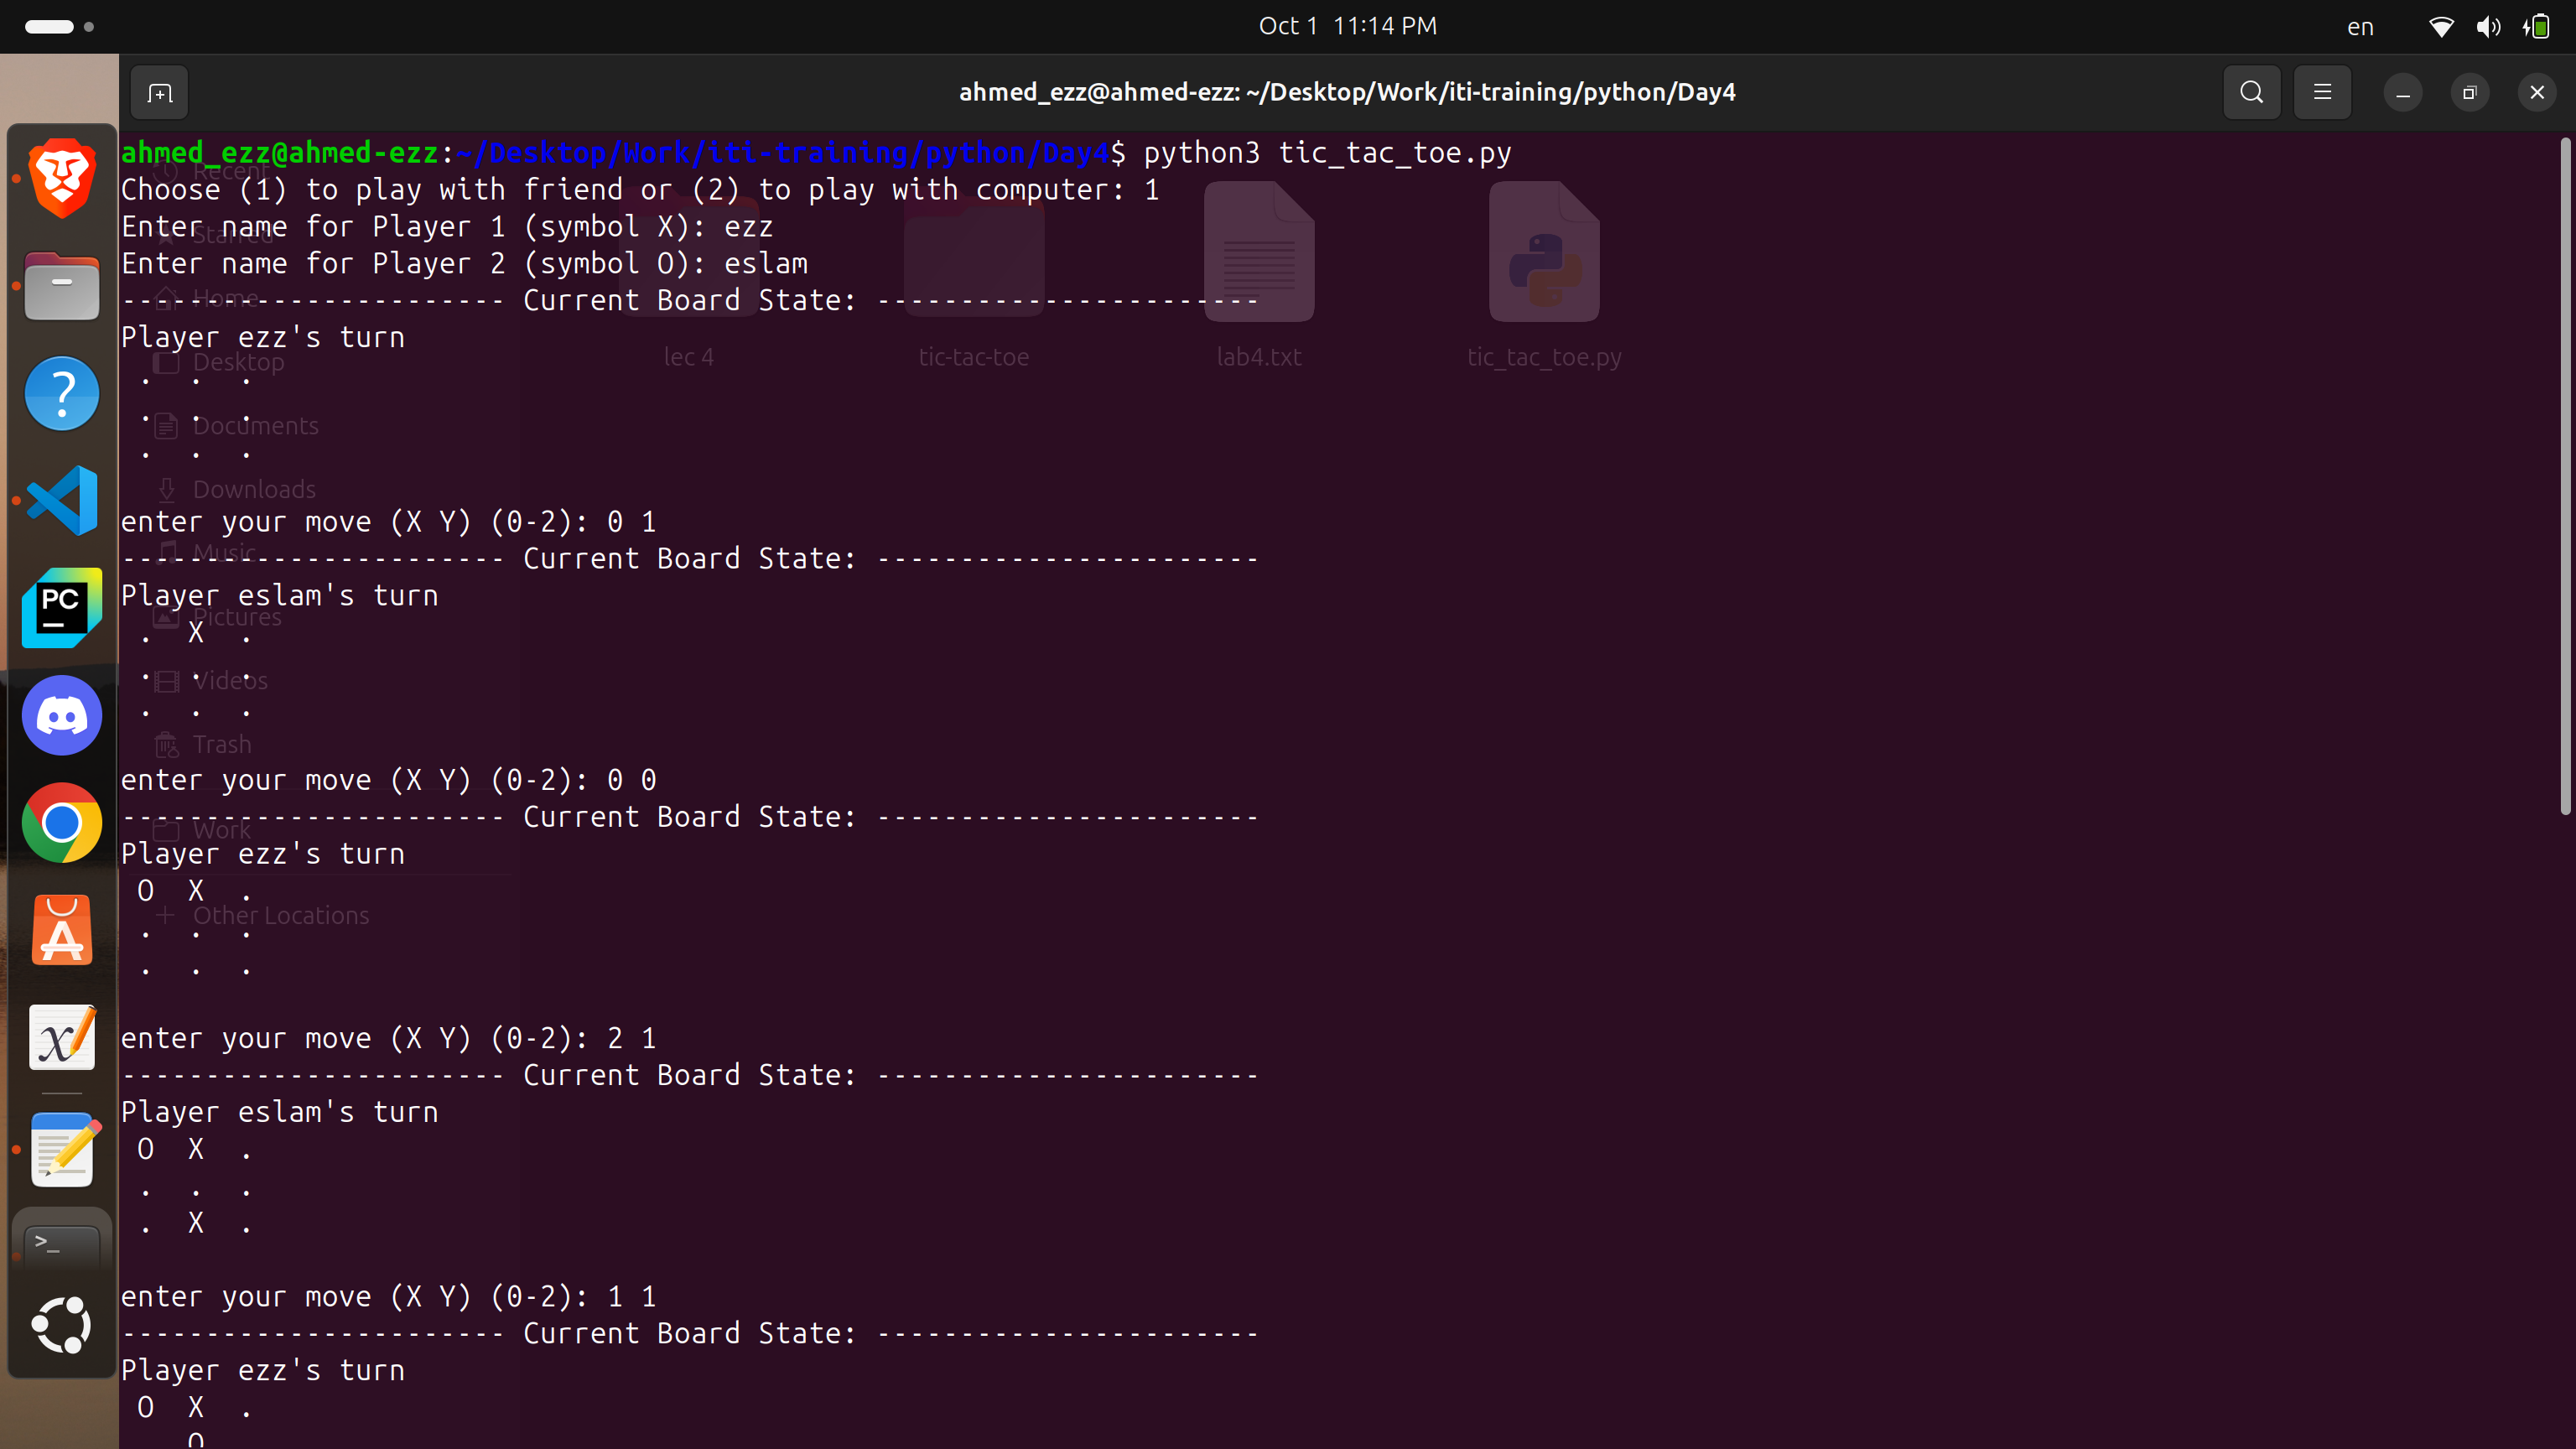 Oct 1 11:14 PM
en
ahmed_ezz@ahmed-ezz: ~/Desktop/Work/iti-training/python/Day4
ahmed_ezz@ahmed-ezz:~/Desktop/Work/iti-training/python/Day4$ python3 tic_tac_toe.py
Choose (1) to play with friend or (2) to play with computer: 1
Enter name for Player 1 (symbol X): ezz
Enter name for Player 2 (symbol O): eslam
----------------------- Current Board State: -----------------------
Player ezz's turn
. . .
. . .
. . .
enter your move (X Y) (0-2): 0 1
----------------------- Current Board State: -----------------------
Player eslam's turn
. X .
. . .
. . .
enter your move (X Y) (0-2): 0 0
----------------------- Current Board State: -----------------------
Player ezz's turn
O X .
. . .
. . .
enter your move (X Y) (0-2): 2 1
----------------------- Current Board State: -----------------------
Player eslam's turn
O X .
. . .
. X .
enter your move (X Y) (0-2): 1 1
----------------------- Current Board State: -----------------------
Player ezz's turn
O X .
O
Recent
Starred
Home
Desktop
Documents
Downloads
Music
Pictures
Videos
Trash
Work
Other Locations
lec 4
tic-tac-toe
lab4.txt
tic_tac_toe.py
PC